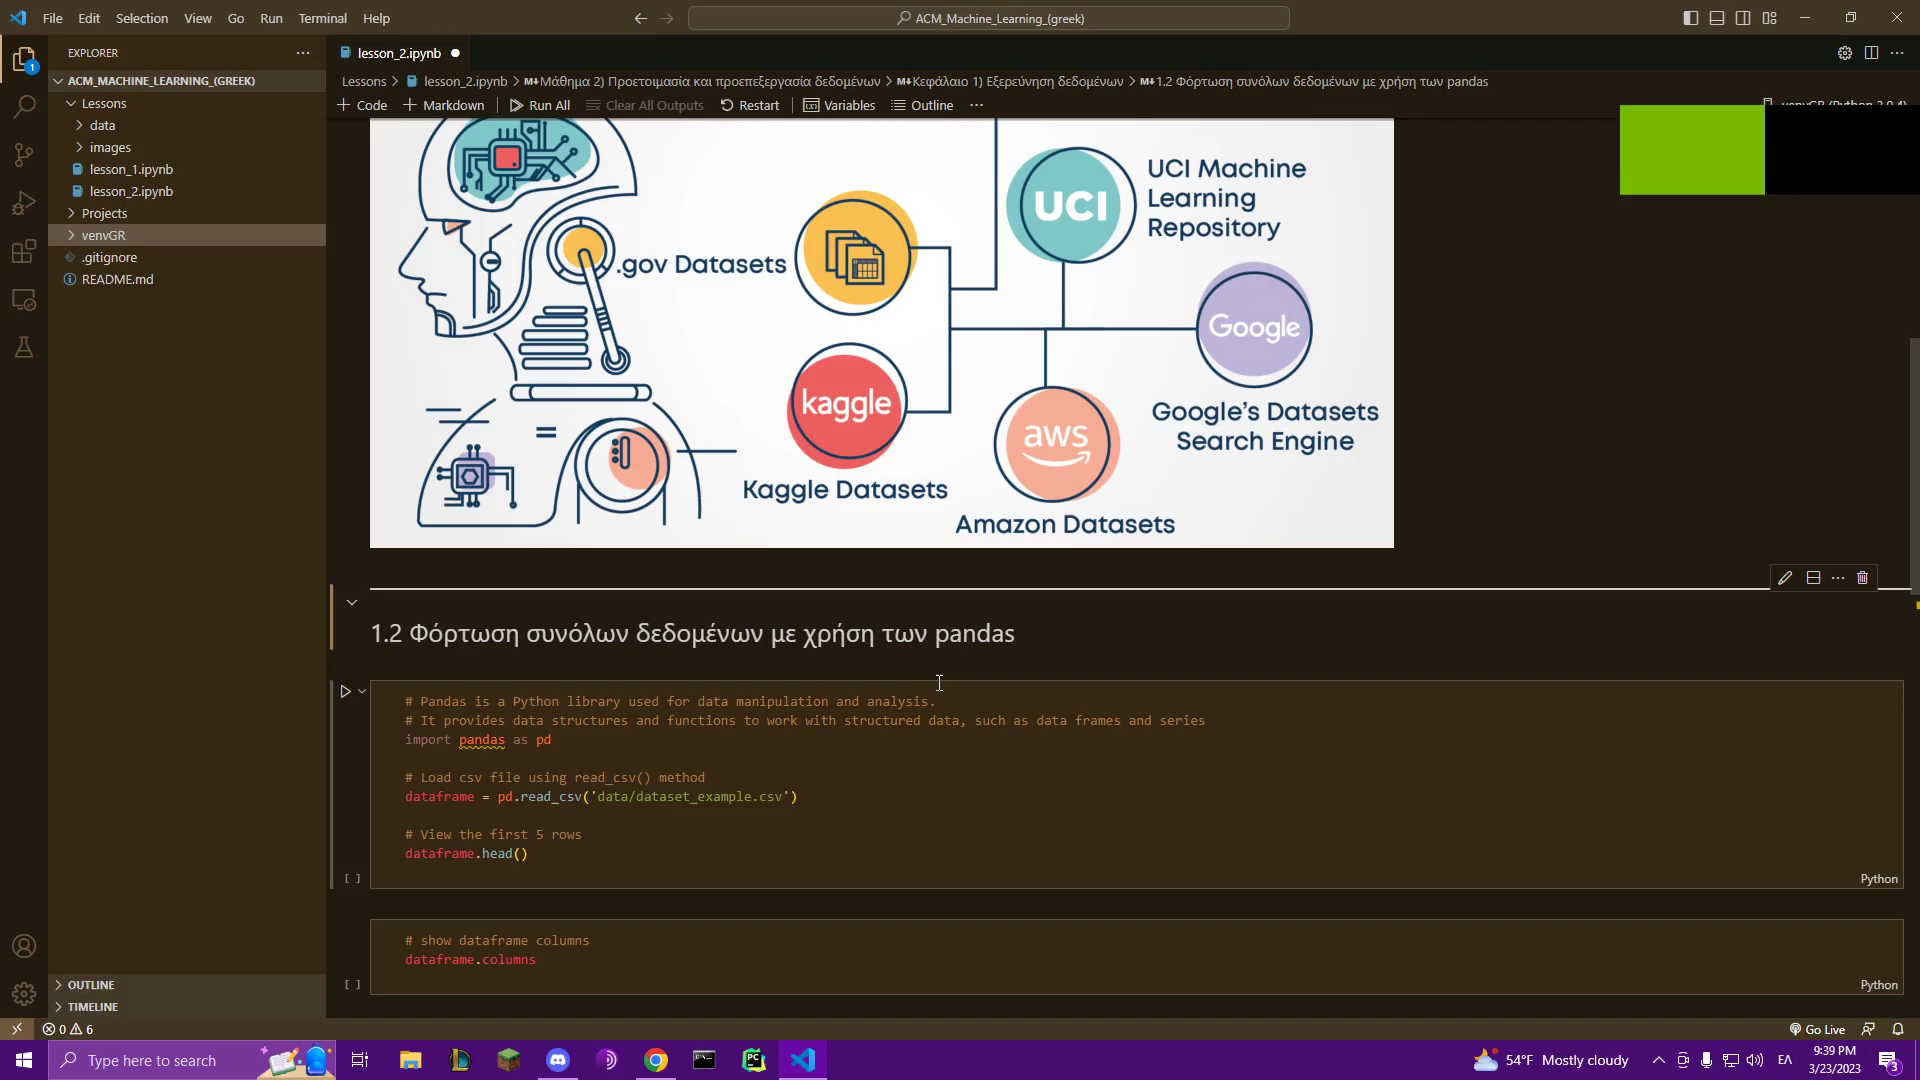 File Edit Selection View Go Run Terminal Help
ACM_Machine_Learning_(greek)
EXPLORER
lesson_2.ipynb
ACM_MACHINE_LEARNING_(GREEK)
Lessons
data
images
lesson_1.ipynb
lesson_2.ipynb
Projects
venvGR
.gitignore
README.md
OUTLINE
TIMELINE
1
Lessons > lesson_2.ipynb > Μάθημα 2) Προετοιμασία και προεπεξεργασία δεδομένων > Κεφάλαιο 1) Εξερεύνηση δεδομένων > 1.2 Φόρτωση συνόλων δεδομένων με χρήση των pandas
+ Code + Markdown Run All Clear All Outputs Restart Variables Outline ...
UCI
UCI Machine
Learning
Repository
.gov Datasets
Google
Google's Datasets
Search Engine
kaggle
Kaggle Datasets
aws
Amazon Datasets
1.2 Φόρτωση συνόλων δεδομένων με χρήση των pandas
# Pandas is a Python library used for data manipulation and analysis.
# It provides data structures and functions to work with structured data, such as data frames and series
import pandas as pd
# Load csv file using read_csv() method
dataframe = pd.read_csv('data/dataset_example.csv')
# View the first 5 rows
dataframe.head()
[ ]
Python
# show dataframe columns
dataframe.columns
[ ]
Python
0 6
Go Live
Type here to search
PC
54°F Mostly cloudy
ΕΛ
9:39 PM
3/23/2023
3